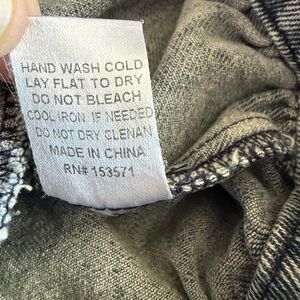 HAND WASH COLD
LAY FLAT TO DRY
DO NOT BLEACH
COOL IRON IF NEEDED
DO NOT DRY CLENAN
MADE IN CHINA
RN# 153571